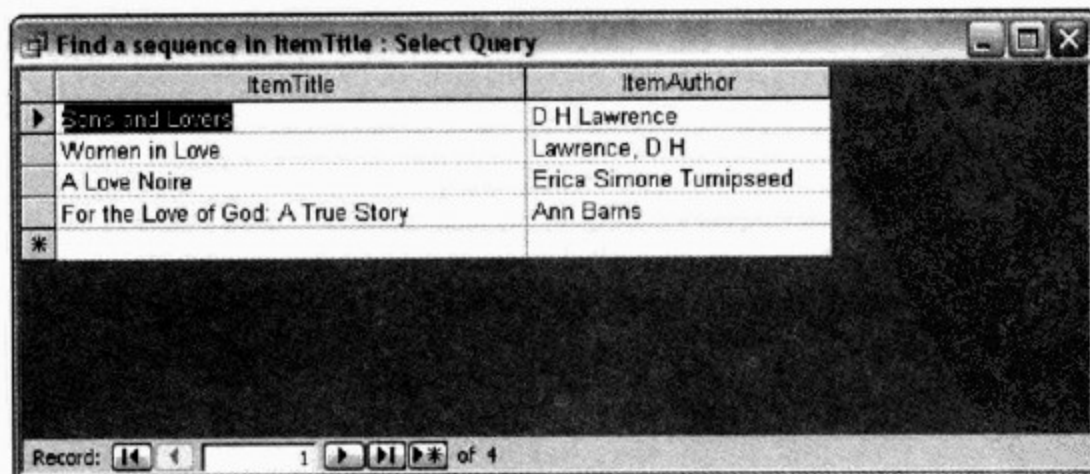 Find a sequence in ItemTitle : Select Query
ItemTitle ItemAuthor
Sons and Lovers D H Lawrence
Women in Love Lawrence, D H
A Love Noire Erica Simone Turnipseed
For the Love of God: A True Story Ann Barns
Record: 1 of 4